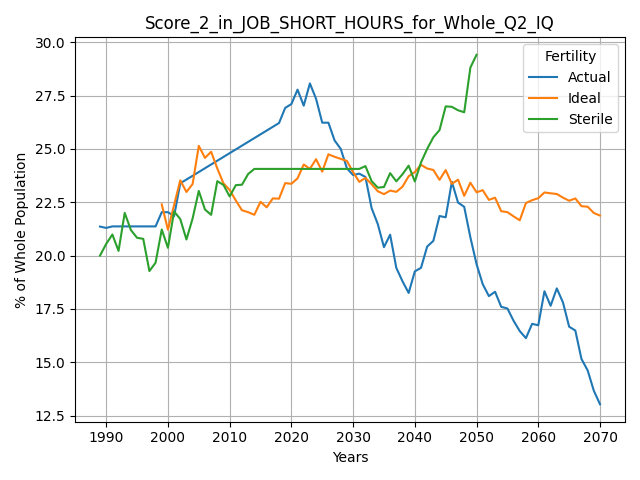 Score_2_in_JOB_SHORT_HOURS_for_Whole_Q2_IQ
30.0
27.5
25.0
22.5
20.0
17.5
15.0
12.5
% of Whole Population
Fertility
Actual
Ideal
Sterile
1990 2000 2010 2020 2030 2040 2050 2060 2070
Years